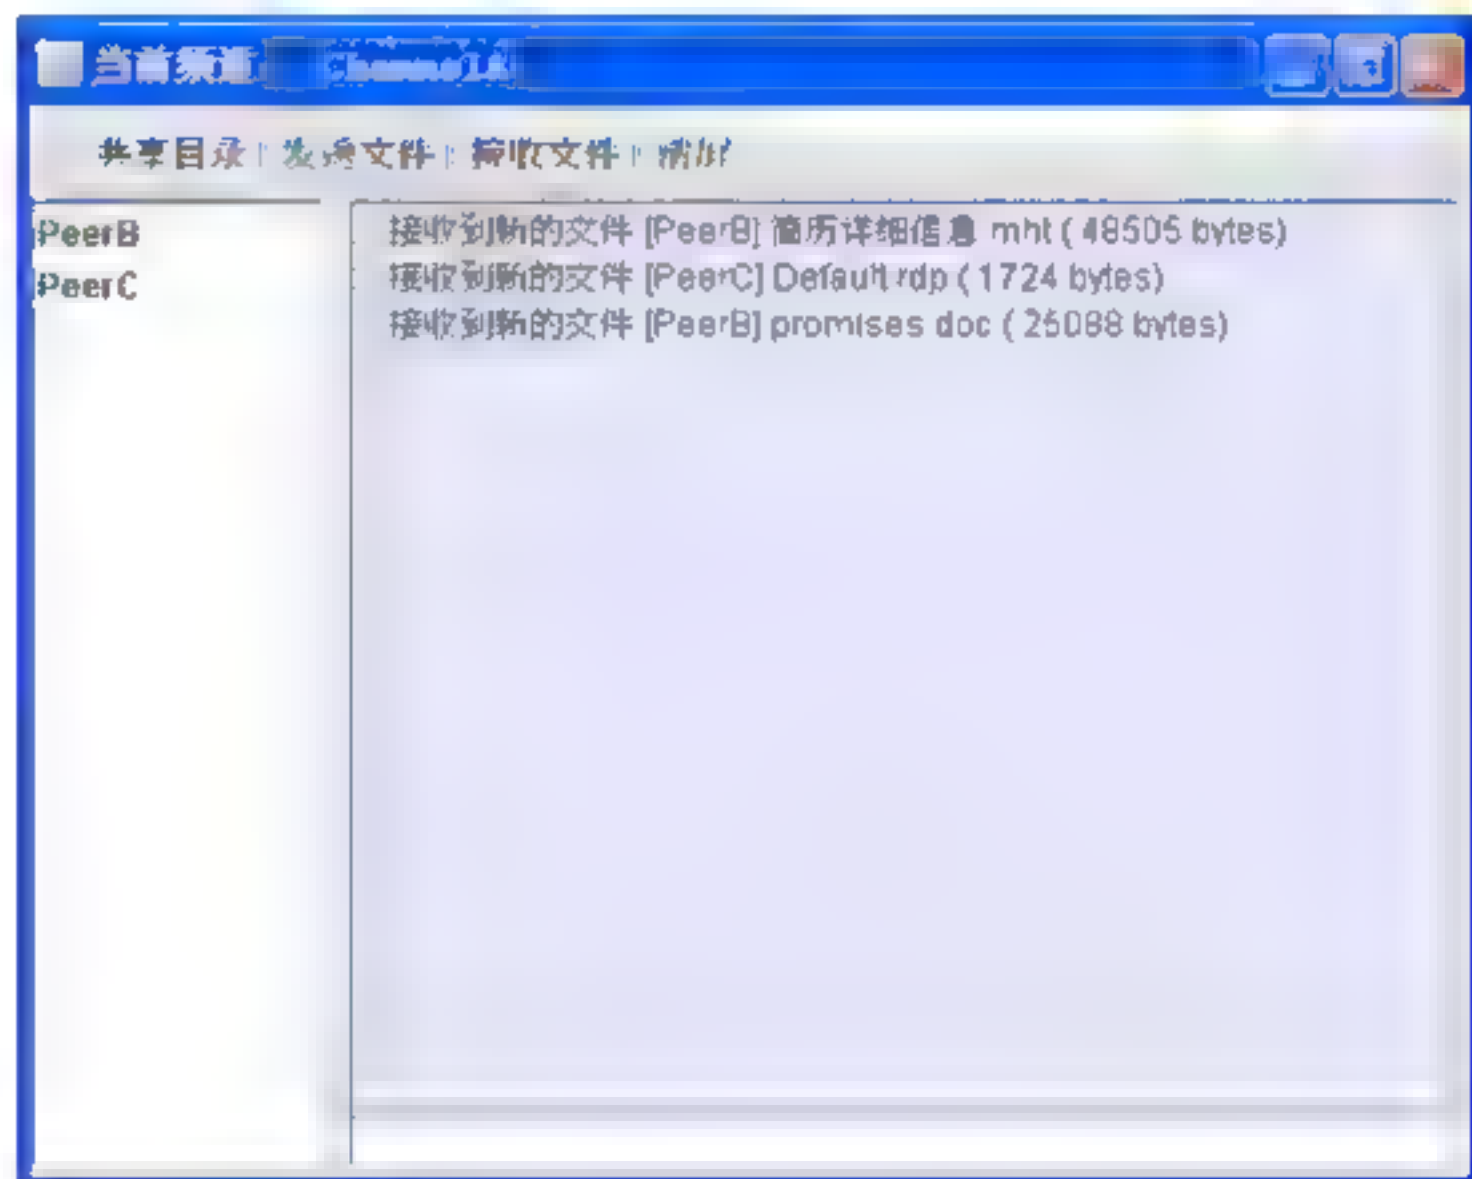 当前频道 ChannelA
共享目录 | 发送文件 | 接收文件 | 清屏
PeerB
PeerC
接收到新的文件 [PeerB] 简历详细信息.mht ( 48505 bytes)
接收到新的文件 [PeerC] Default.rdp ( 1724 bytes)
接收到新的文件 [PeerB] promises.doc ( 25088 bytes)